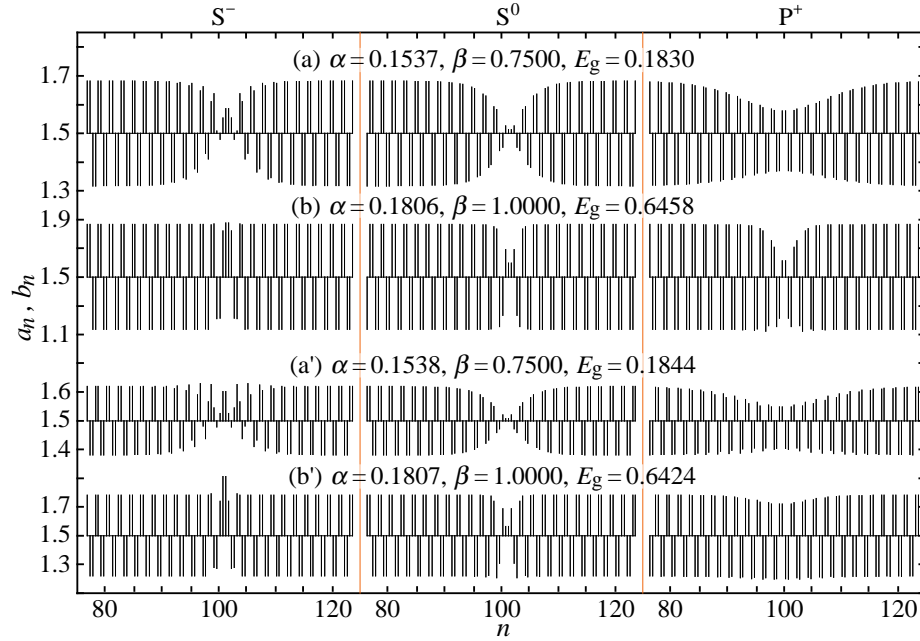 S⁻ S⁰ P⁺
(a) α=0.1537, β=0.7500, E_g=0.1830
1.7
1.5
1.3
(b) α=0.1806, β=1.0000, E_g=0.6458
1.9
1.5
1.1
a_n, b_n
(a') α=0.1538, β=0.7500, E_g=0.1844
1.6
1.5
1.4
(b') α=0.1807, β=1.0000, E_g=0.6424
1.7
1.5
1.3
80 100 120 80 100 120 80 100 120
n